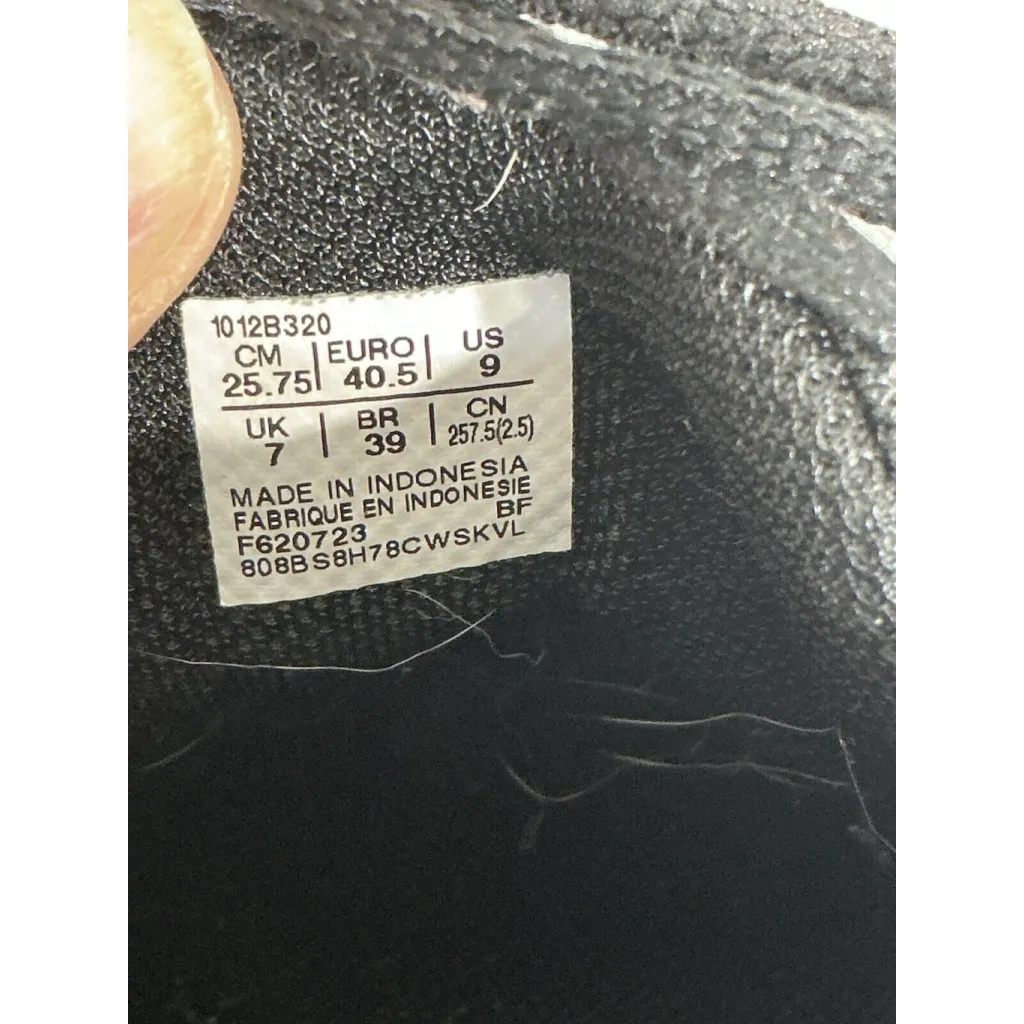 1012B320
CM | EURO | US
25.75 | 40.5 | 9
UK | BR | CN
7 | 39 | 257.5(2.5)
MADE IN INDONESIA
FABRIQUE EN INDONESIE
F620723 BF
808BS8H78CWSKVL